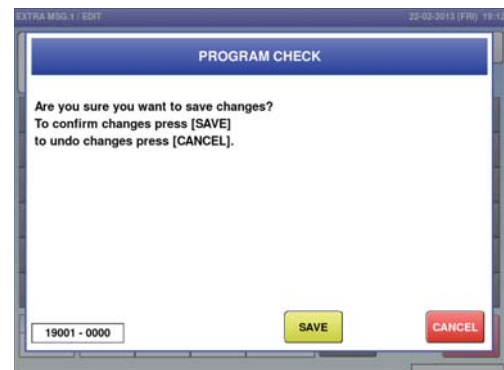 EXTRA MSG.1 / EDIT 22-02-2013 (FRI) 19:12
PROGRAM CHECK
Are you sure you want to save changes?
To confirm changes press [SAVE]
to undo changes press [CANCEL].
19001 - 0000
SAVE
CANCEL